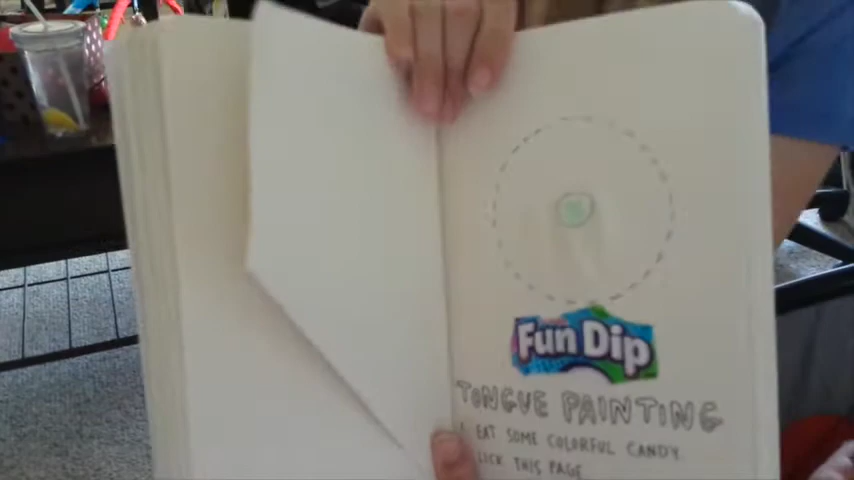 Fun Dip
TONGUE PAINTING
EAT SOME COLORFUL CANDY
LICK THIS PAGE